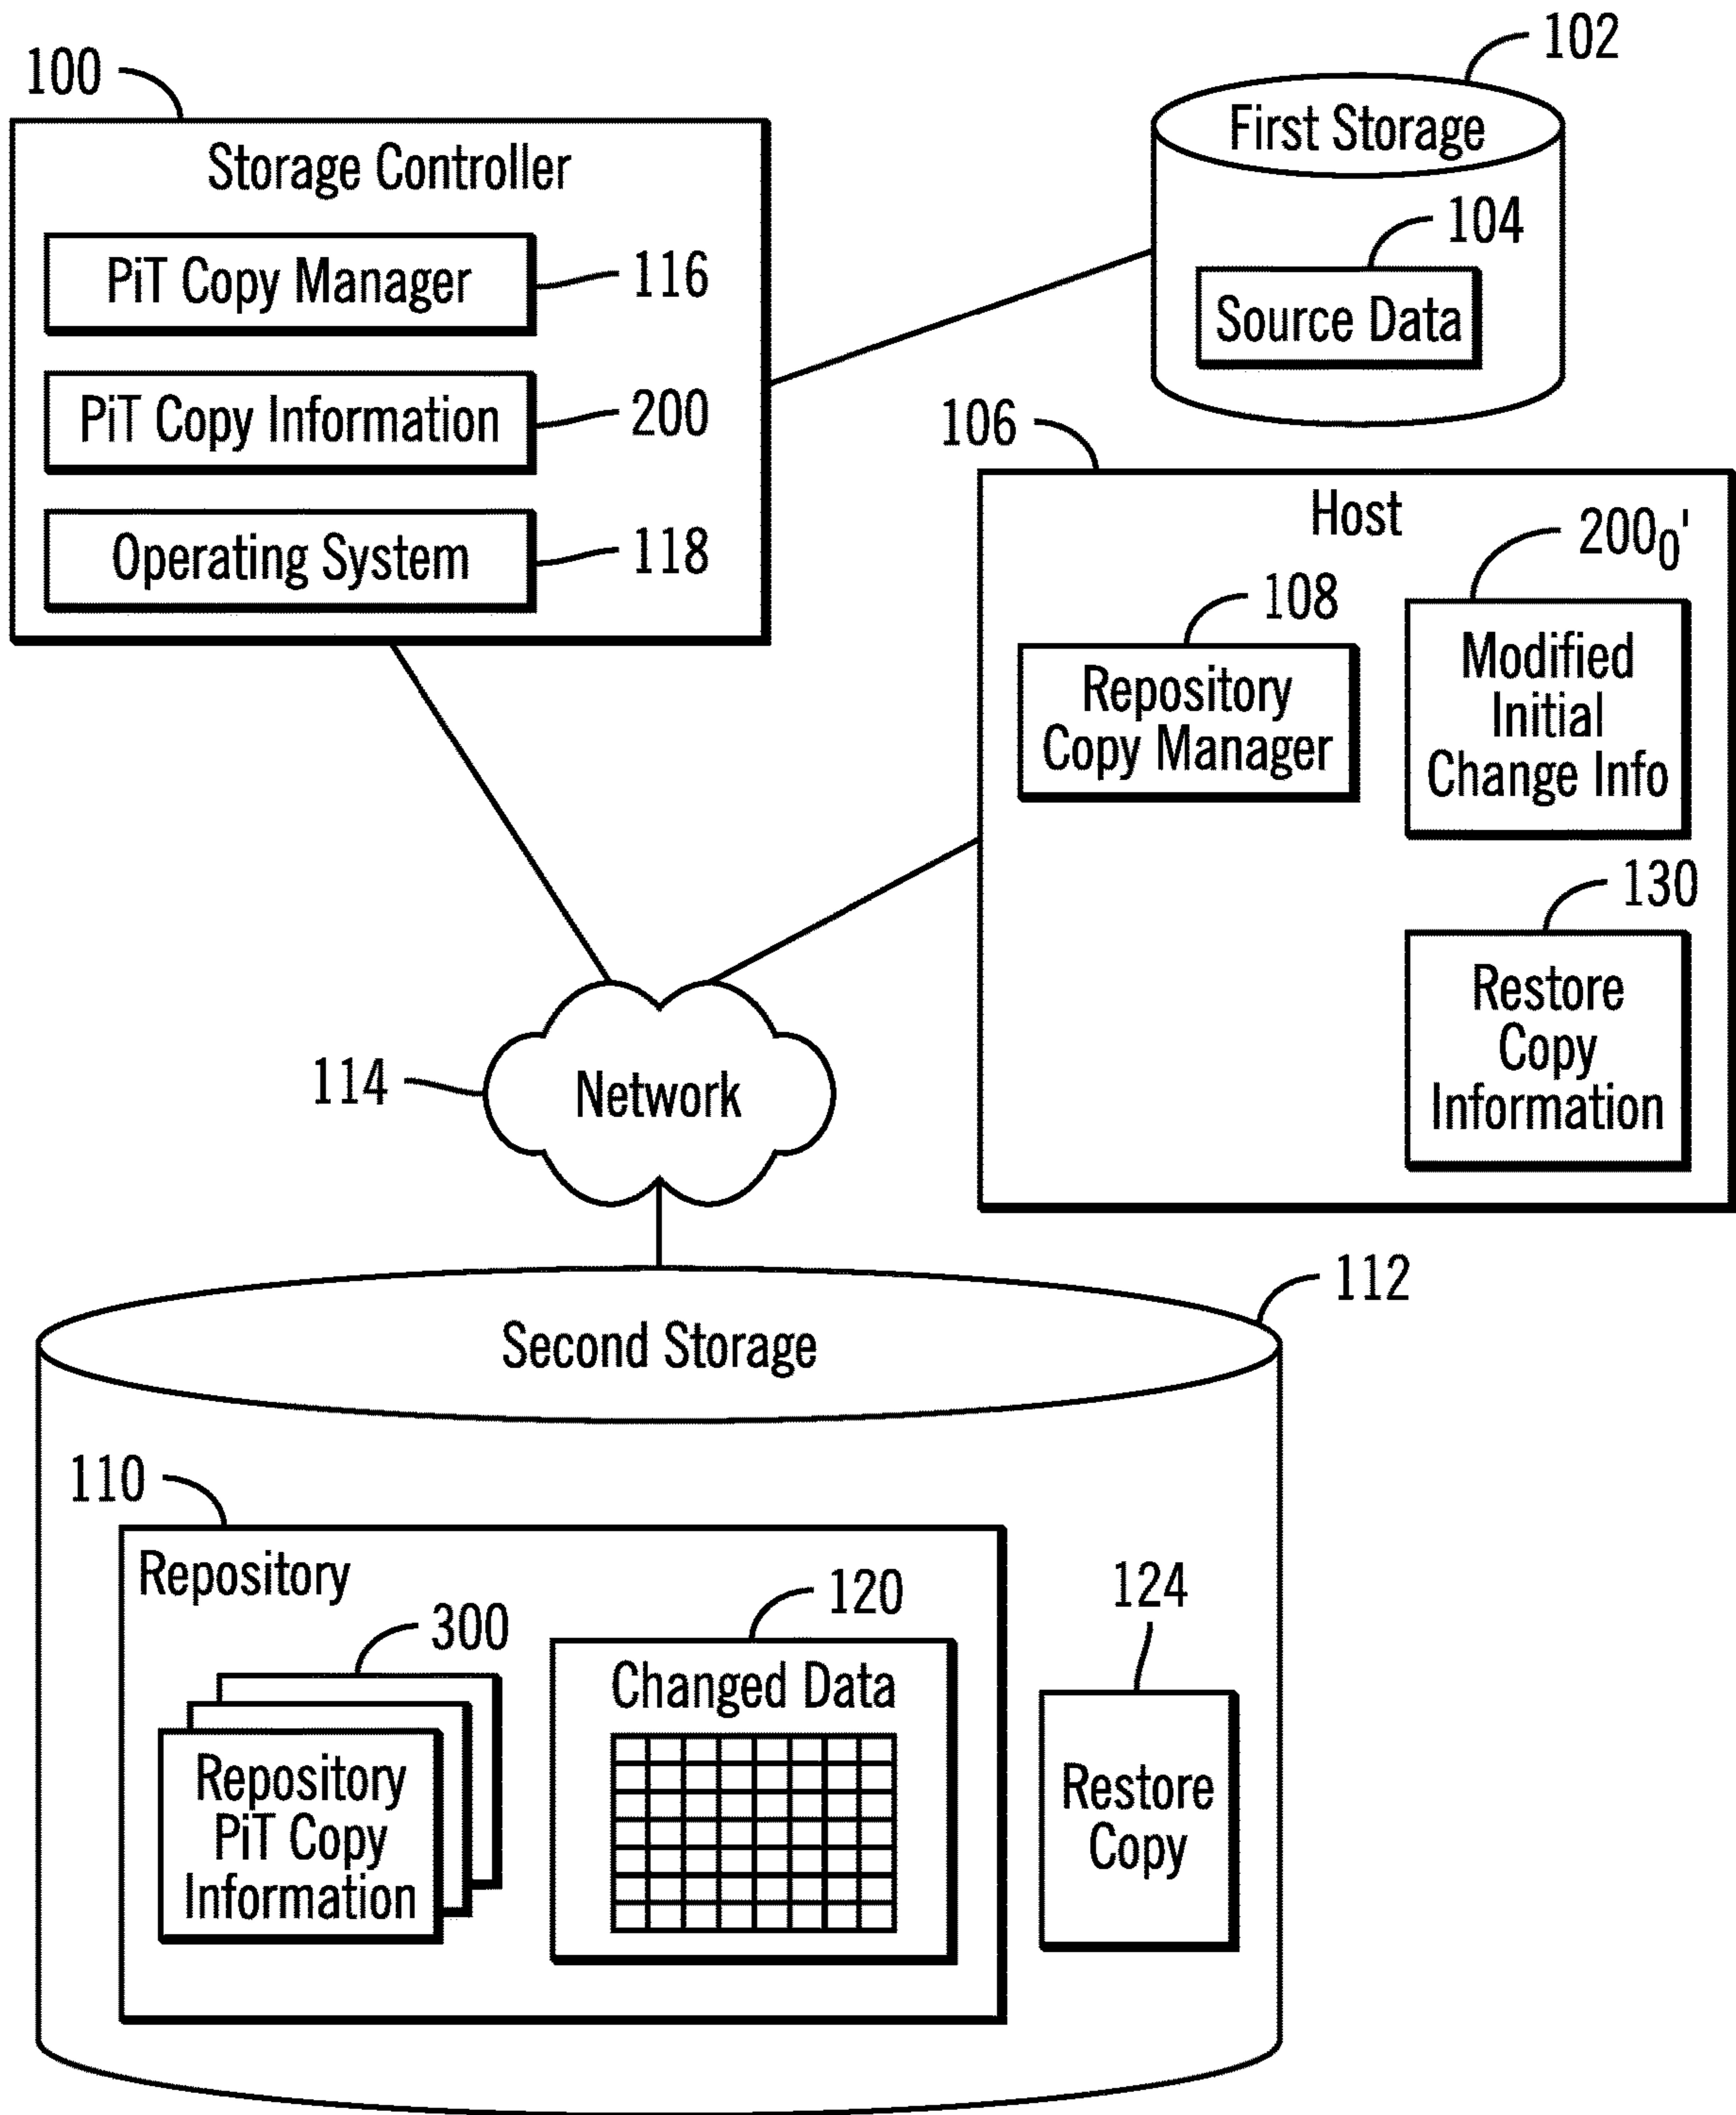 100
Storage Controller
PiT Copy Manager
116
PiT Copy Information
200
Operating System
118
102
First Storage
104
Source Data
106
Host
108
Repository
Copy Manager
200₀'
Modified
Initial
Change Info
130
Restore
Copy
Information
114
Network
112
Second Storage
110
Repository
300
Repository
PiT Copy
Information
120
Changed Data
124
Restore
Copy